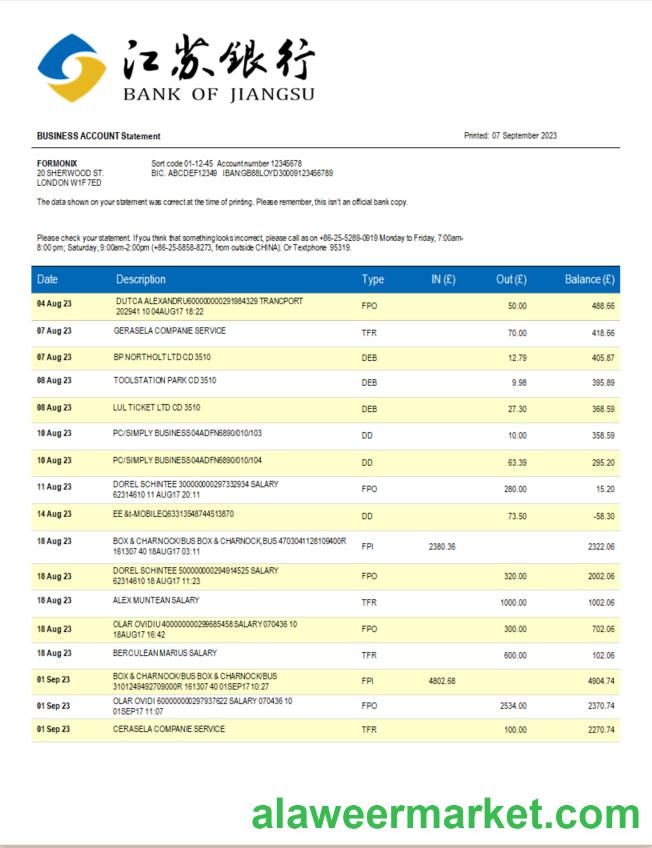 江苏银行
BANK OF JIANGSU
BUSINESS ACCOUNT Statement Printed: 07 September 2023
FORMONIX Sort code 01-12-45 Account number 12345678
20 SHERWOOD ST. BIC. ABCDEF12349 IBAN:GB88LOYD30009123456789
LONDON W1F 7ED
The data shown on your statement was correct at the time of printing. Please remember, this isn't an official bank copy.
Please check your statement. If you think that something looks incorrect, please call as on +86-25-5289-0919 Monday to Friday, 7:00am-
8:00 pm; Saturday, 9:00am-2:00pm (+86-25-5858-8273, from outside CHINA). Or Textphone 95319.
Date Description Type IN (£) Out (£) Balance (£)
04 Aug 23 DUTCA ALEXANDRU600000000291984329 TRANCPORT FPO 50.00 488.66
202941 10 04AUG17 18:22
07 Aug 23 GERASELA COMPANIE SERVICE TFR 70.00 418.66
07 Aug 23 BP NORTHOLT LTD CD 3510 DEB 12.79 405.87
08 Aug 23 TOOLSTATION PARK CD 3510 DEB 9.98 395.89
08 Aug 23 LUL TICKET LTD CD 3510 DEB 27.30 368.59
10 Aug 23 PC/SIMPLY BUSINESS04ADFN6890/010/103 DD 10.00 358.59
10 Aug 23 PC/SIMPLY BUSINESS04ADFN6890/010/104 DD 63.39 295.20
11 Aug 23 DOREL SCHINTEE 300000000297332934 SALARY FPO 280.00 15.20
62314610 11 AUG17 20:11
14 Aug 23 EE &t-MOBILEQ63313548744513870 DD 73.50 -58.30
18 Aug 23 BOX & CHARNOCK/BUS BOX & CHARNOCK,BUS 4703041128109400R FPI 2380.36 2322.06
161307 40 18AUG17 03:11
18 Aug 23 DOREL SCHINTEE 500000000294914525 SALARY FPO 320.00 2002.06
62314610 18 AUG17 11:23
18 Aug 23 ALEX MUNTEAN SALARY TFR 1000.00 1002.06
18 Aug 23 OLAR OVIDIU 400000000299685458 SALARY 070436 10 FPO 300.00 702.06
18AUG17 16:42
18 Aug 23 BERCULEAN MARIUS SALARY TFR 600.00 102.06
01 Sep 23 BOX & CHARNOCK/BUS BOX & CHARNOCK/BUS FPI 4802.68 4904.74
3101249492709000R 161307 40 01SEP17 10:27
01 Sep 23 OLAR OVIDI 600000000297937622 SALARY 070436 10 FPO 2534.00 2370.74
01SEP17 11:07
01 Sep 23 CERASELA COMPANIE SERVICE TFR 100.00 2270.74
alaweermarket.com